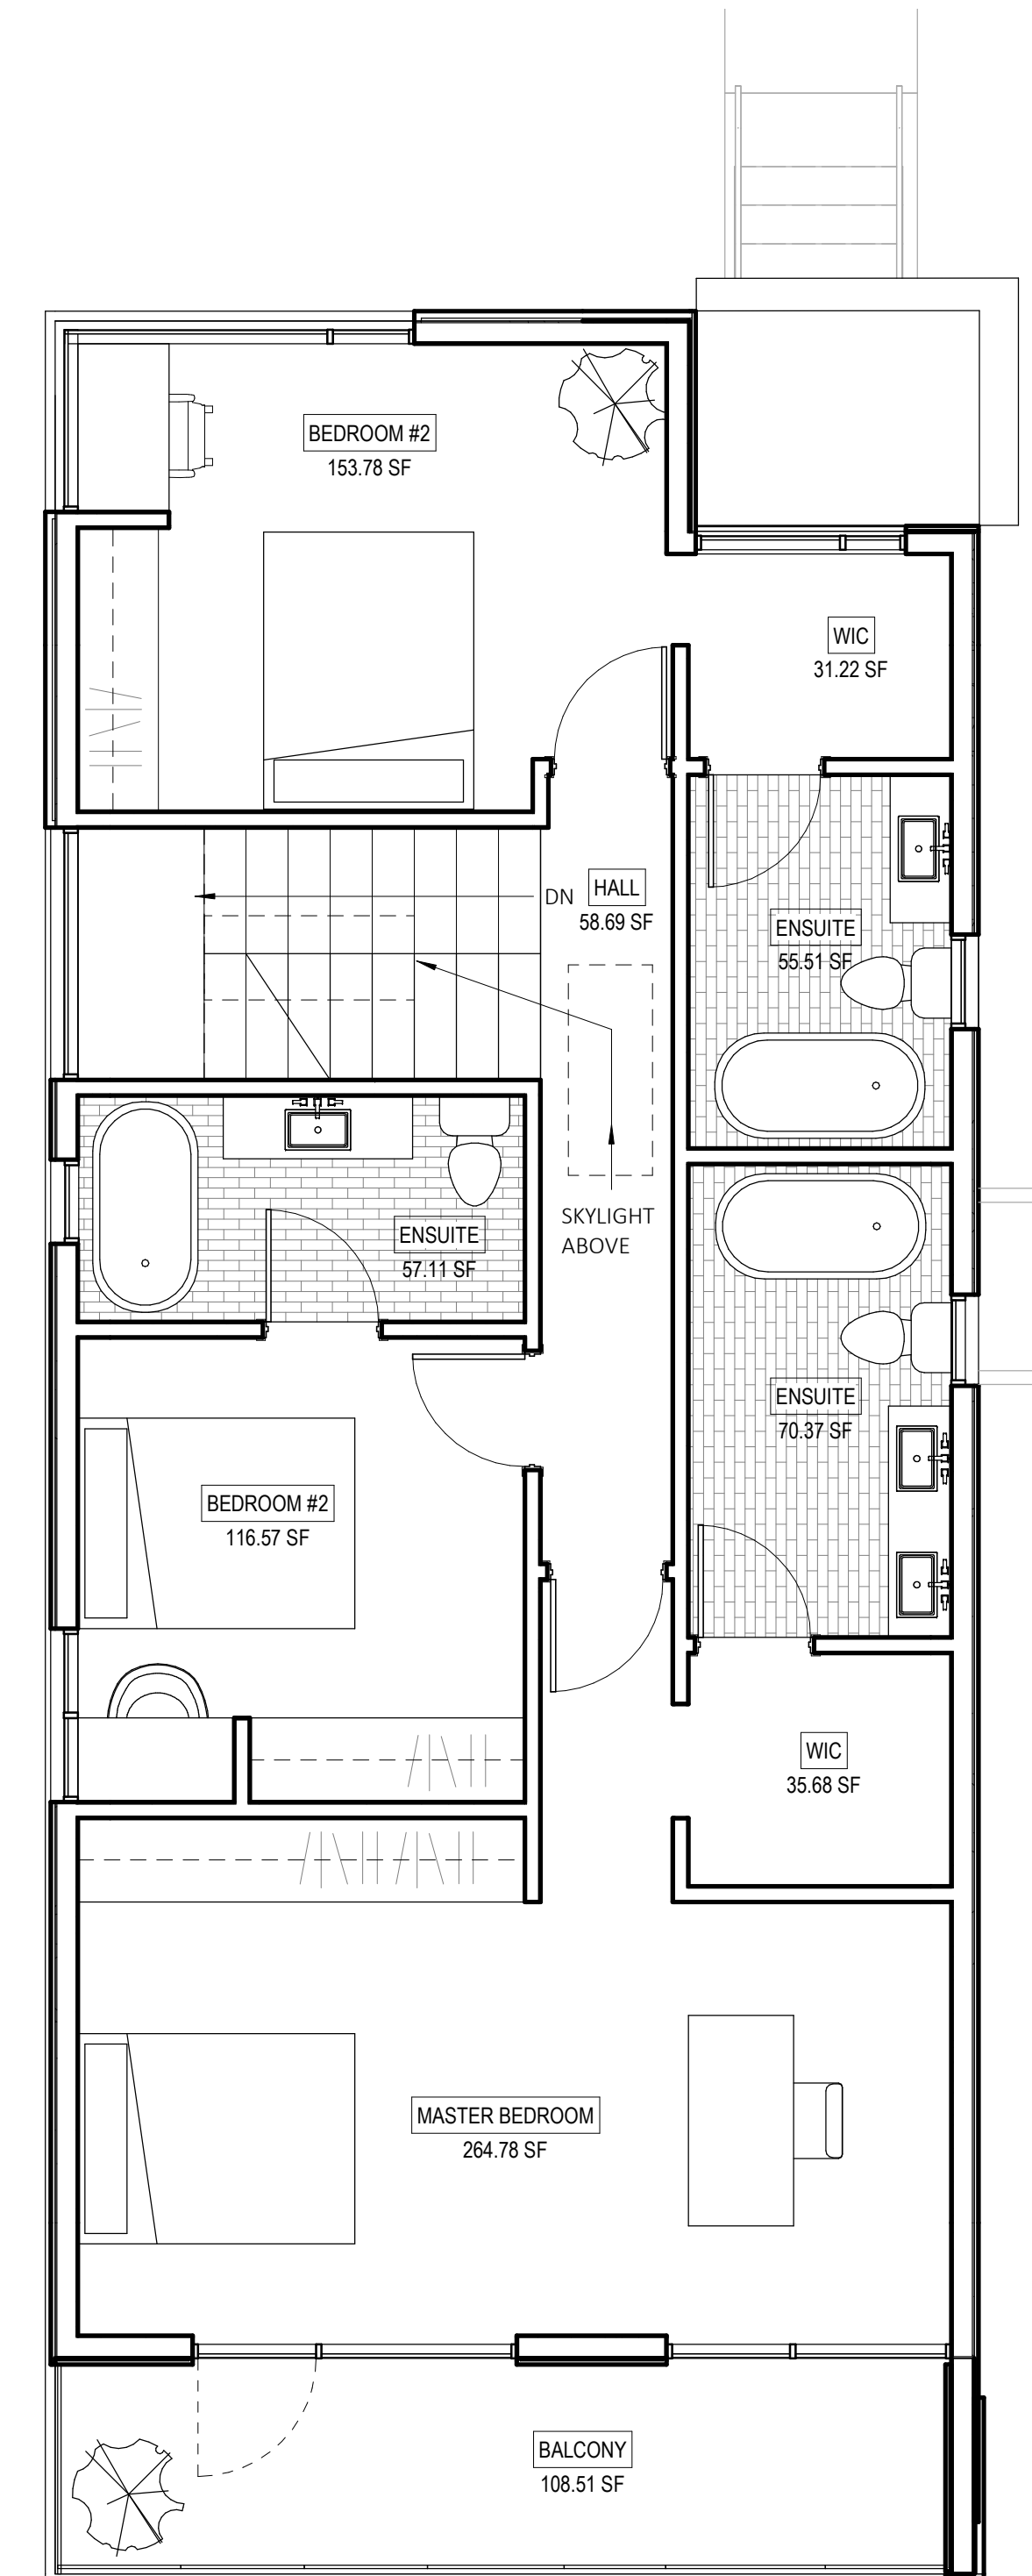 BEDROOM #2
153.78 SF
WIC
31.22 SF
DN
HALL
58.69 SF
ENSUITE
55.51 SF
SKYLIGHT
ABOVE
ENSUITE
57.11 SF
ENSUITE
70.37 SF
BEDROOM #2
116.57 SF
WIC
35.68 SF
MASTER BEDROOM
264.78 SF
BALCONY
108.51 SF